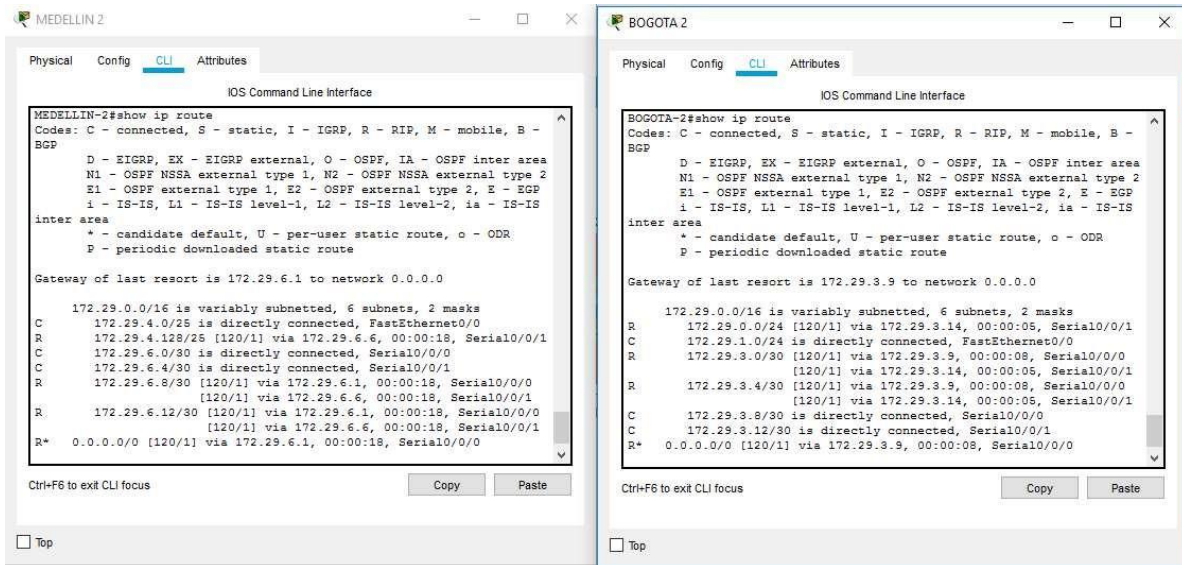 MEDELLIN 2
Physical Config CLI Attributes
IOS Command Line Interface
MEDELLIN-2#show ip route
Codes: C - connected, S - static, I - IGRP, R - RIP, M - mobile, B -
BGP
D - EIGRP, EX - EIGRP external, O - OSPF, IA - OSPF inter area
N1 - OSPF NSSA external type 1, N2 - OSPF NSSA external type 2
E1 - OSPF external type 1, E2 - OSPF external type 2, E - EGP
i - IS-IS, L1 - IS-IS level-1, L2 - IS-IS level-2, ia - IS-IS
inter area
* - candidate default, U - per-user static route, o - ODR
P - periodic downloaded static route
Gateway of last resort is 172.29.6.1 to network 0.0.0.0
172.29.0.0/16 is variably subnetted, 6 subnets, 2 masks
C 172.29.4.0/25 is directly connected, FastEthernet0/0
R 172.29.4.128/25 [120/1] via 172.29.6.6, 00:00:18, Serial0/0/1
C 172.29.6.0/30 is directly connected, Serial0/0/0
C 172.29.6.4/30 is directly connected, Serial0/0/1
R 172.29.6.8/30 [120/1] via 172.29.6.1, 00:00:18, Serial0/0/0
[120/1] via 172.29.6.6, 00:00:18, Serial0/0/1
R 172.29.6.12/30 [120/1] via 172.29.6.1, 00:00:18, Serial0/0/0
[120/1] via 172.29.6.6, 00:00:18, Serial0/0/1
R* 0.0.0.0/0 [120/1] via 172.29.6.1, 00:00:18, Serial0/0/0
Ctrl+F6 to exit CLI focus
Copy Paste
Top
BOGOTA 2
Physical Config CLI Attributes
IOS Command Line Interface
BOGOTA-2#show ip route
Codes: C - connected, S - static, I - IGRP, R - RIP, M - mobile, B -
BGP
D - EIGRP, EX - EIGRP external, O - OSPF, IA - OSPF inter area
N1 - OSPF NSSA external type 1, N2 - OSPF NSSA external type 2
E1 - OSPF external type 1, E2 - OSPF external type 2, E - EGP
i - IS-IS, L1 - IS-IS level-1, L2 - IS-IS level-2, ia - IS-IS
inter area
* - candidate default, U - per-user static route, o - ODR
P - periodic downloaded static route
Gateway of last resort is 172.29.3.9 to network 0.0.0.0
172.29.0.0/16 is variably subnetted, 6 subnets, 2 masks
R 172.29.0.0/24 [120/1] via 172.29.3.14, 00:00:05, Serial0/0/1
C 172.29.1.0/24 is directly connected, FastEthernet0/0
R 172.29.3.0/30 [120/1] via 172.29.3.9, 00:00:08, Serial0/0/0
[120/1] via 172.29.3.14, 00:00:05, Serial0/0/1
R 172.29.3.4/30 [120/1] via 172.29.3.9, 00:00:08, Serial0/0/0
[120/1] via 172.29.3.14, 00:00:05, Serial0/0/1
C 172.29.3.8/30 is directly connected, Serial0/0/0
C 172.29.3.12/30 is directly connected, Serial0/0/1
R* 0.0.0.0/0 [120/1] via 172.29.3.9, 00:00:08, Serial0/0/0
Ctrl+F6 to exit CLI focus
Copy Paste
Top